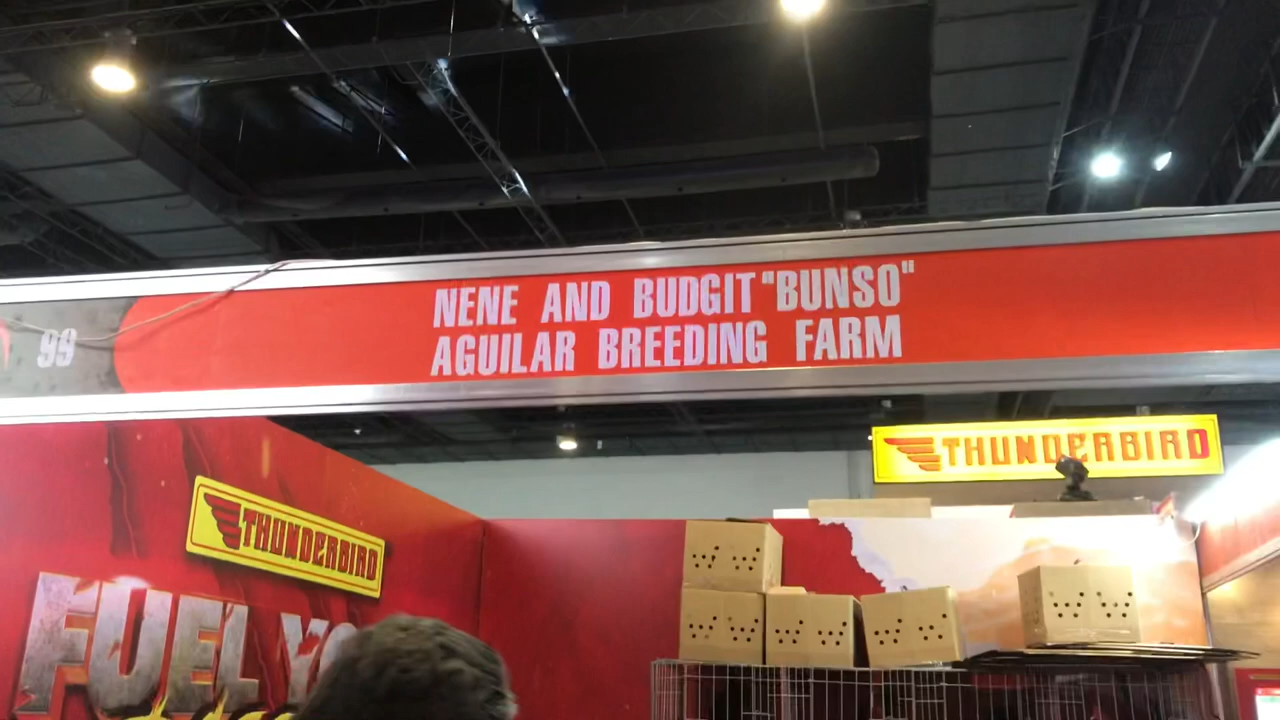 99
NENE AND BUDGIT "BUNSO"
AGUILAR BREEDING FARM
THUNDERBIRD
THUNDERBIRD
FUEL